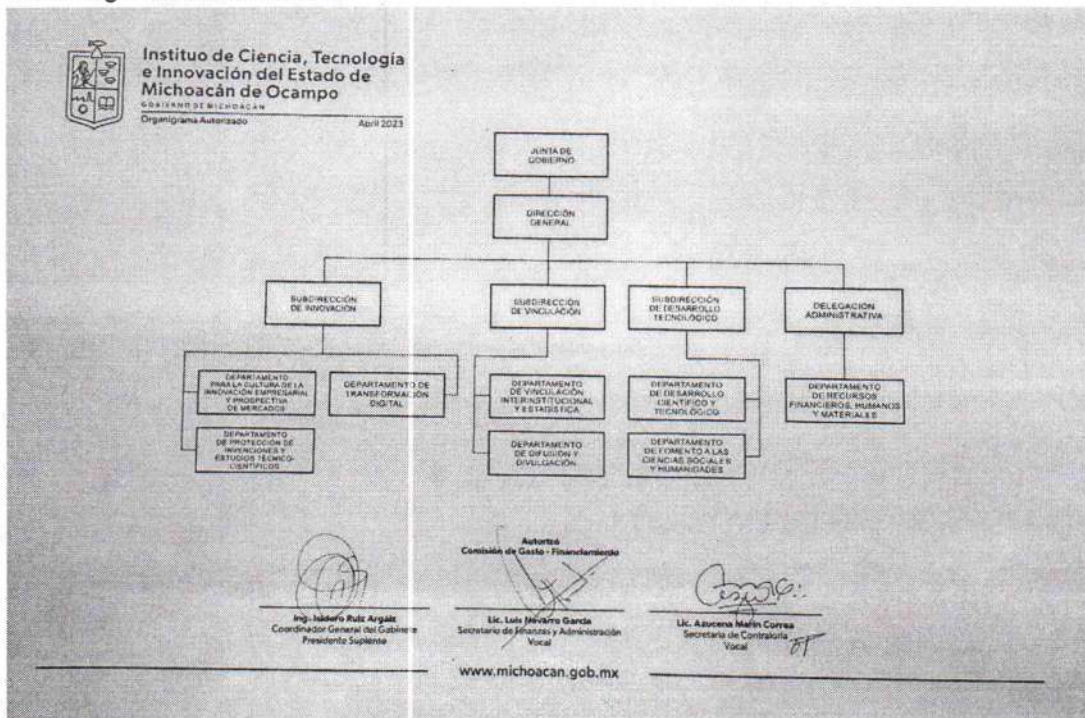 Instituo de Ciencia, Tecnología
e Innovación del Estado de
Michoacán de Ocampo
GOBIERNO DE MICHOACÁN
Organigrama Autorizado
Abril 2023
JUNTA DE
GOBIERNO
DIRECCIÓN
GENERAL
SUBDIRECCIÓN
DE INNOVACIÓN
SUBDIRECCIÓN
DE VINCULACIÓN
SUBDIRECCIÓN
DE DESARROLLO
TECNOLÓGICO
DELEGACIÓN
ADMINISTRATIVA
DEPARTAMENTO
PARA LA CULTURA DE LA
INNOVACIÓN EMPRESARIAL
Y PROSPECTIVA
DE MERCADOS
DEPARTAMENTO DE
TRANSFORMACIÓN
DIGITAL
DEPARTAMENTO
DE VINCULACIÓN
INTERINSTITUCIONAL
Y ESTADÍSTICA
DEPARTAMENTO
DE DESARROLLO
CIENTÍFICO Y
TECNOLÓGICO
DEPARTAMENTO
DE RECURSOS
FINANCIEROS, HUMANOS
Y MATERIALES
DEPARTAMENTO
DE PROTECCIÓN DE
INVENCIONES Y
ESTUDIOS TÉCNICO-
CIENTÍFICOS
DEPARTAMENTO
DE DIFUSIÓN Y
DIVULGACIÓN
DEPARTAMENTO
DE FOMENTO A LAS
CIENCIAS SOCIALES
Y HUMANIDADES
Autorizó
Comisión de Gasto - Financiamiento
Ing. Isidoro Ruiz Argaiz
Coordinador General del Gabinete
Presidente Suplente
Lic. Luis Navarro García
Secretario de Finanzas y Administración
Vocal
Lic. Azucena Marín Correa
Secretaria de Contraloría
Vocal
www.michoacan.gob.mx